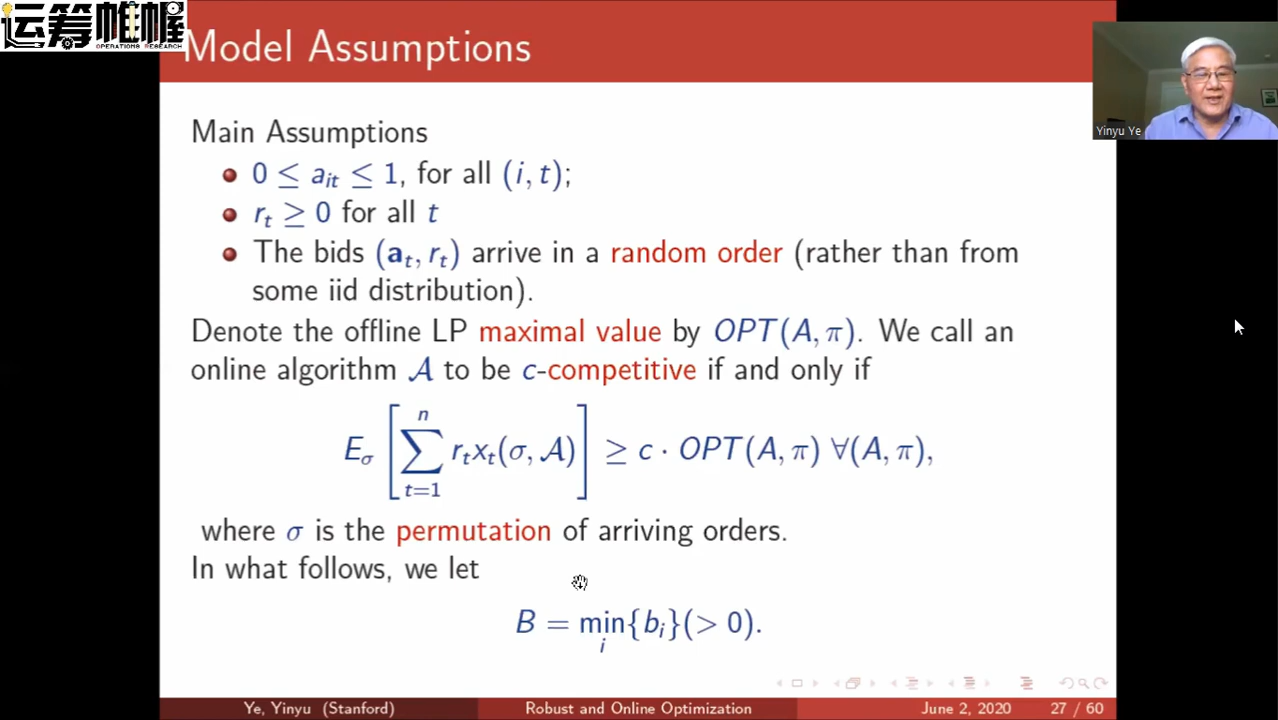 运筹帷幄
OPERATIONS RESEARCH
Model Assumptions
Yinyu Ye
Main Assumptions
0 ≤ a_{it} ≤ 1, for all (i, t);
r_t ≥ 0 for all t
The bids (𝐚_t, r_t) arrive in a random order (rather than from
some iid distribution).
Denote the offline LP maximal value by OPT(A, π). We call an
online algorithm 𝒜 to be c-competitive if and only if
E_σ [ ∑_{t=1}^{n} r_t x_t(σ, 𝒜) ] ≥ c · OPT(A, π) ∀(A, π),
where σ is the permutation of arriving orders.
In what follows, we let
B = min_i {b_i}(> 0).
Ye, Yinyu (Stanford) Robust and Online Optimization June 2, 2020 27 / 60